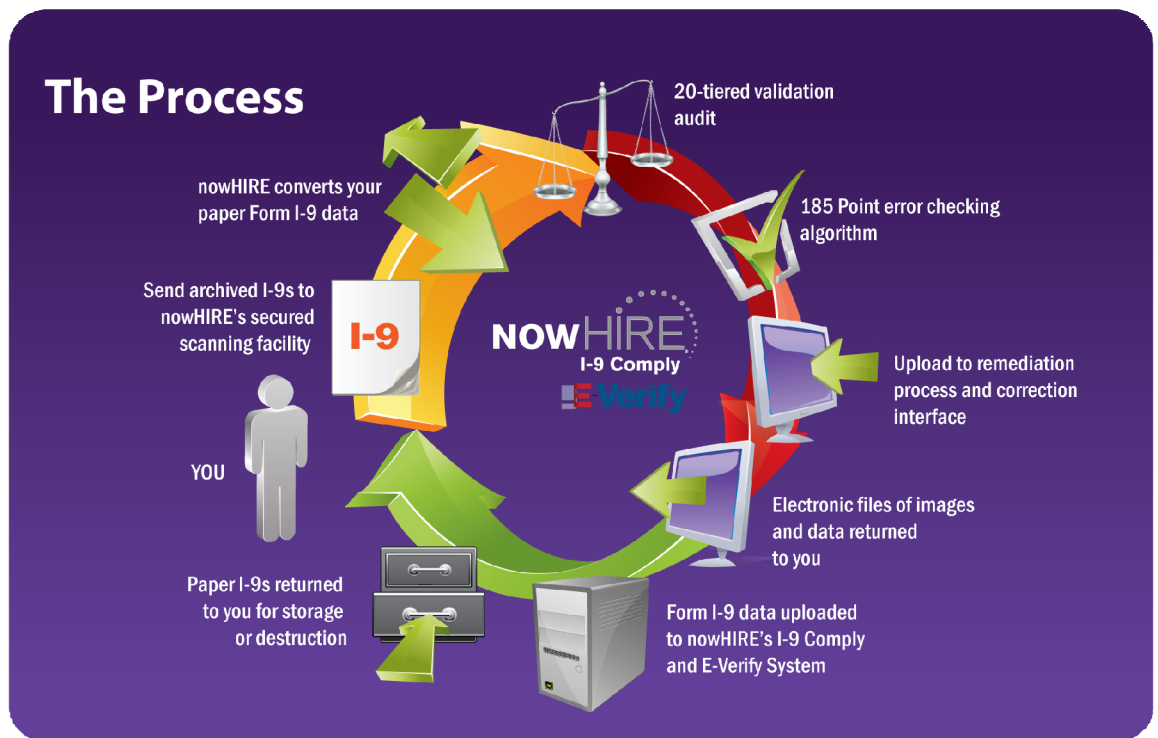 The Process
20-tiered validation
audit
185 Point error checking
algorithm
Upload to remediation
process and correction
interface
Electronic files of images
and data returned
to you
Form I-9 data uploaded
to nowHIRE's I-9 Comply
and E-Verify System
Paper I-9s returned
to you for storage
or destruction
YOU
Send archived I-9s to
nowHIRE's secured
scanning facility
I-9
nowHIRE converts your
paper Form I-9 data
NOWHIRE
I-9 Comply
E-Verify